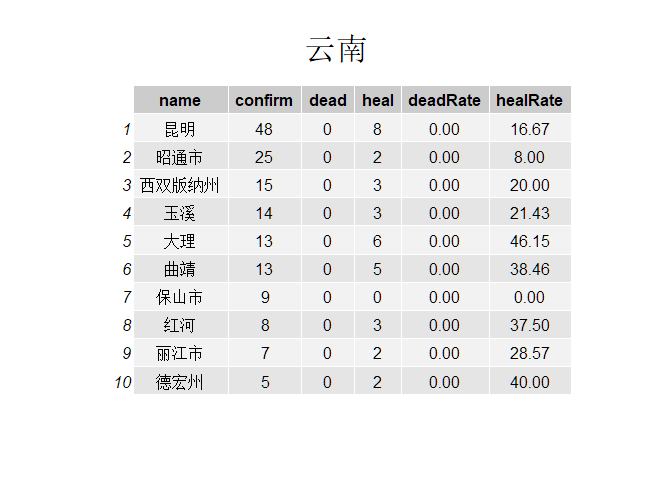 云南
name confirm dead heal deadRate healRate
1 昆明 48 0 8 0.00 16.67
2 昭通市 25 0 2 0.00 8.00
3 西双版纳州 15 0 3 0.00 20.00
4 玉溪 14 0 3 0.00 21.43
5 大理 13 0 6 0.00 46.15
6 曲靖 13 0 5 0.00 38.46
7 保山市 9 0 0 0.00 0.00
8 红河 8 0 3 0.00 37.50
9 丽江市 7 0 2 0.00 28.57
10 德宏州 5 0 2 0.00 40.00